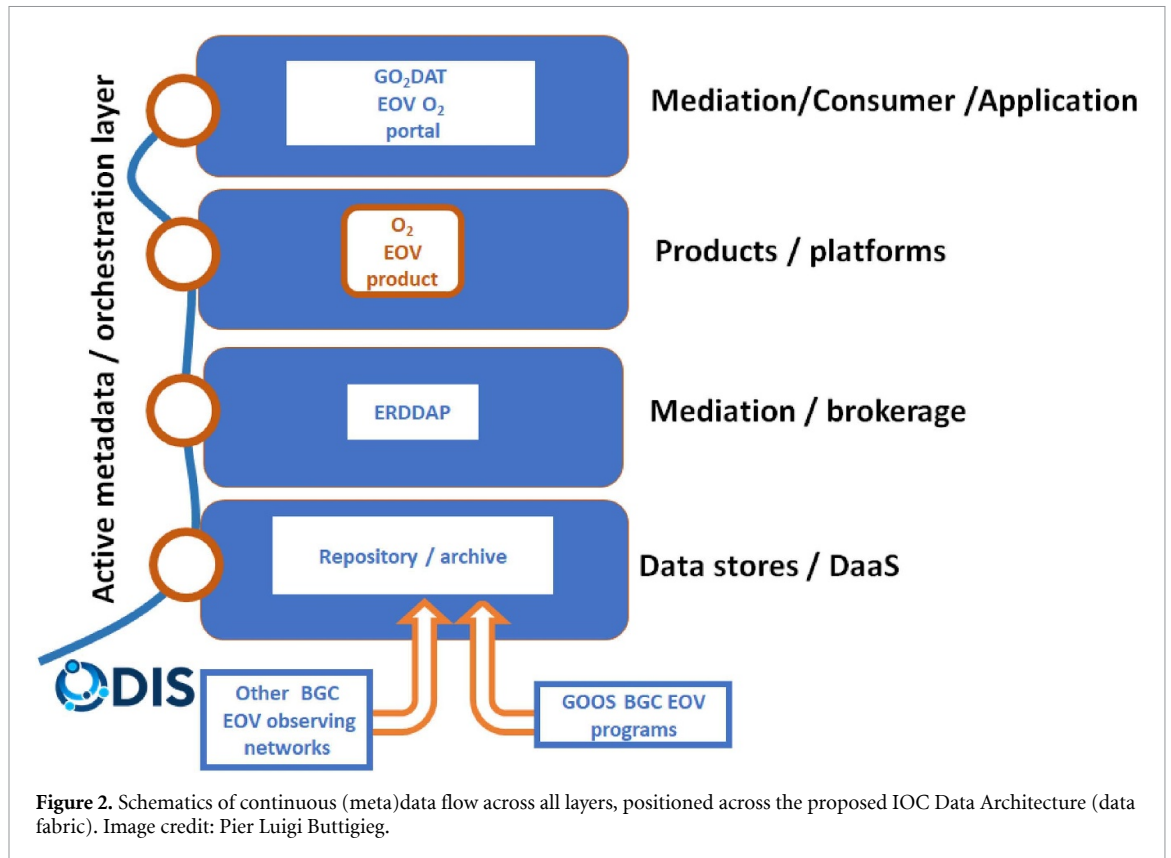 GO₂DAT
EOV O₂
portal
Mediation/Consumer /Application
Active metadata / orchestration layer
O₂
EOV
product
Products / platforms
ERDDAP
Mediation / brokerage
Repository / archive
Data stores / DaaS
ODIS
Other BGC
EOV observing
networks
GOOS BGC EOV
programs
Figure 2. Schematics of continuous (meta)data flow across all layers, positioned across the proposed IOC Data Architecture (data
fabric). Image credit: Pier Luigi Buttigieg.